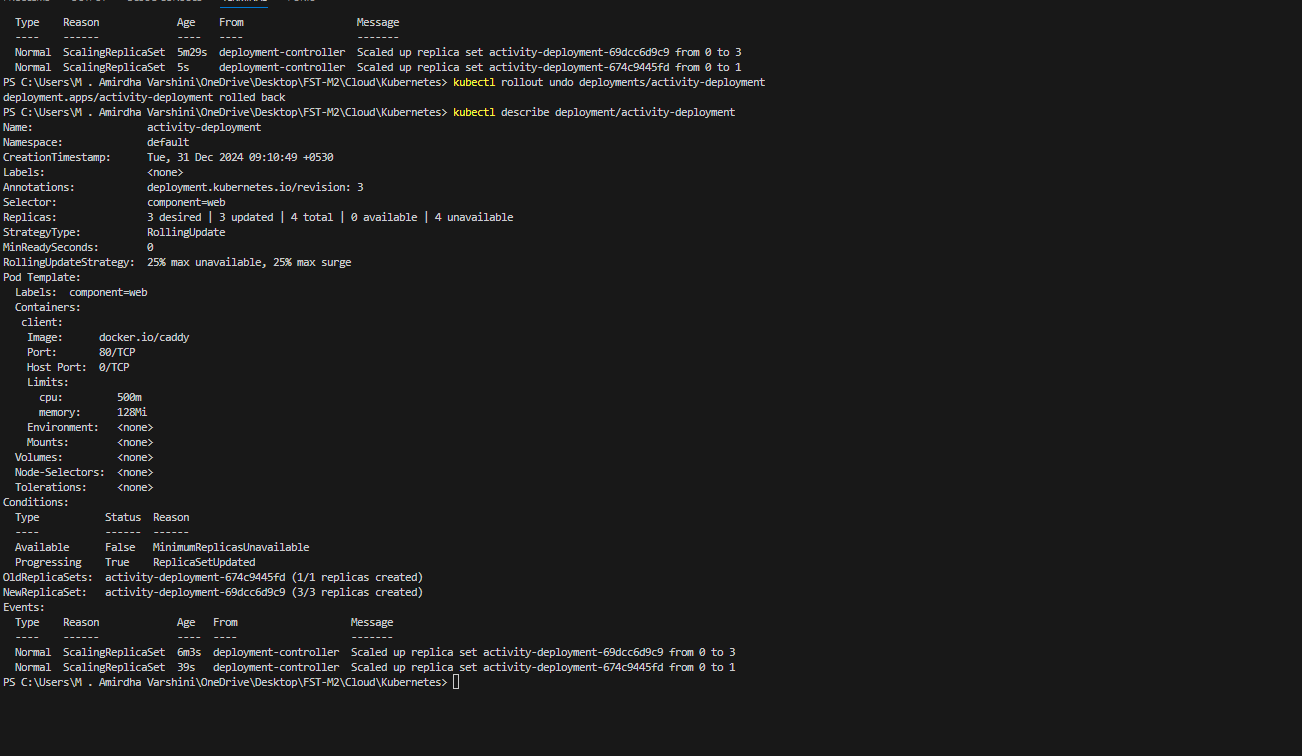 Type    Reason             Age    From                   Message
----    ------             ----   ----                   -------
Normal  ScalingReplicaSet  5m29s  deployment-controller  Scaled up replica set activity-deployment-69dcc6d9c9 from 0 to 3
Normal  ScalingReplicaSet  5s     deployment-controller  Scaled up replica set activity-deployment-674c9445fd from 0 to 1
PS C:\Users\M . Amirdha Varshini\OneDrive\Desktop\FST-M2\Cloud\Kubernetes> kubectl rollout undo deployments/activity-deployment
deployment.apps/activity-deployment rolled back
PS C:\Users\M . Amirdha Varshini\OneDrive\Desktop\FST-M2\Cloud\Kubernetes> kubectl describe deployment/activity-deployment
Name:                   activity-deployment
Namespace:              default
CreationTimestamp:      Tue, 31 Dec 2024 09:10:49 +0530
Labels:                 <none>
Annotations:            deployment.kubernetes.io/revision: 3
Selector:               component=web
Replicas:               3 desired | 3 updated | 4 total | 0 available | 4 unavailable
StrategyType:           RollingUpdate
MinReadySeconds:        0
RollingUpdateStrategy:  25% max unavailable, 25% max surge
Pod Template:
Labels:  component=web
Containers:
client:
Image:      docker.io/caddy
Port:       80/TCP
Host Port:  0/TCP
Limits:
cpu:         500m
memory:      128Mi
Environment:   <none>
Mounts:        <none>
Volumes:         <none>
Node-Selectors:  <none>
Tolerations:     <none>
Conditions:
Type           Status  Reason
----           ------  ------
Available      False   MinimumReplicasUnavailable
Progressing    True    ReplicaSetUpdated
OldReplicaSets:  activity-deployment-674c9445fd (1/1 replicas created)
NewReplicaSet:   activity-deployment-69dcc6d9c9 (3/3 replicas created)
Events:
Type    Reason             Age   From                   Message
----    ------             ----  ----                   -------
Normal  ScalingReplicaSet  6m3s  deployment-controller  Scaled up replica set activity-deployment-69dcc6d9c9 from 0 to 3
Normal  ScalingReplicaSet  39s   deployment-controller  Scaled up replica set activity-deployment-674c9445fd from 0 to 1
PS C:\Users\M . Amirdha Varshini\OneDrive\Desktop\FST-M2\Cloud\Kubernetes>